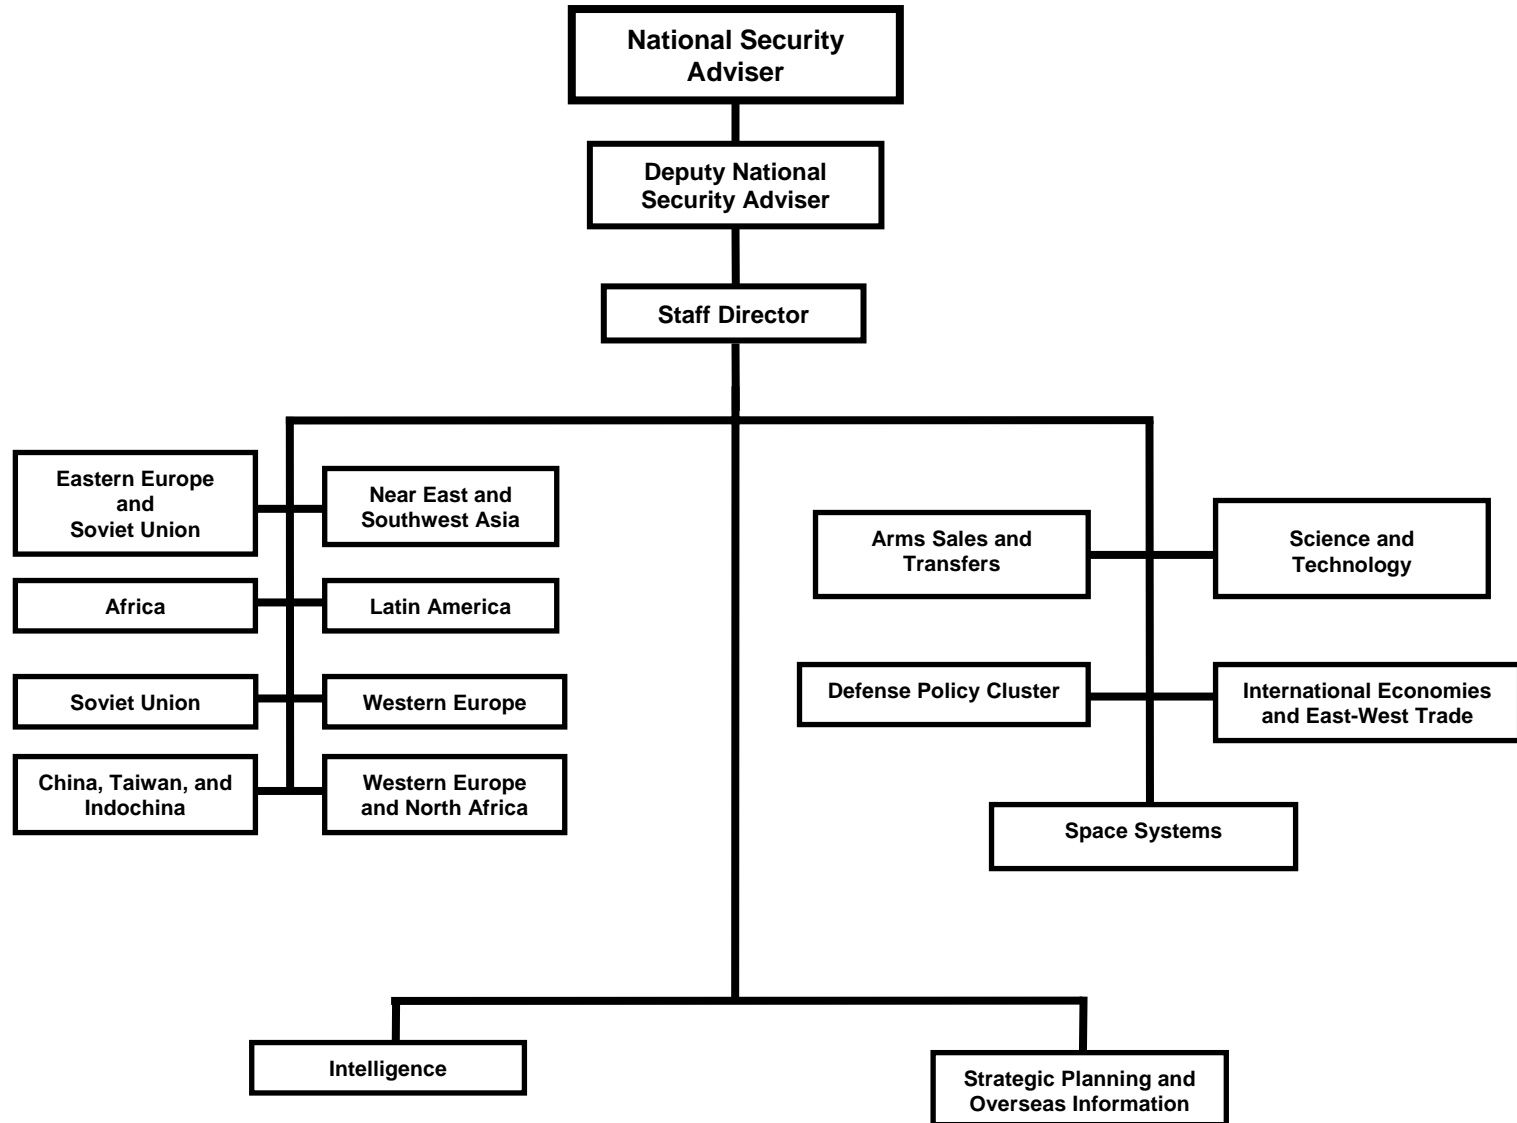 National Security
Adviser
Deputy National
Security Adviser
Staff Director
Eastern Europe
and
Soviet Union
Near East and
Southwest Asia
Africa
Latin America
Soviet Union
Western Europe
China, Taiwan, and
Indochina
Western Europe
and North Africa
Arms Sales and
Transfers
Science and
Technology
Defense Policy Cluster
International Economies
and East-West Trade
Space Systems
Intelligence
Strategic Planning and
Overseas Information